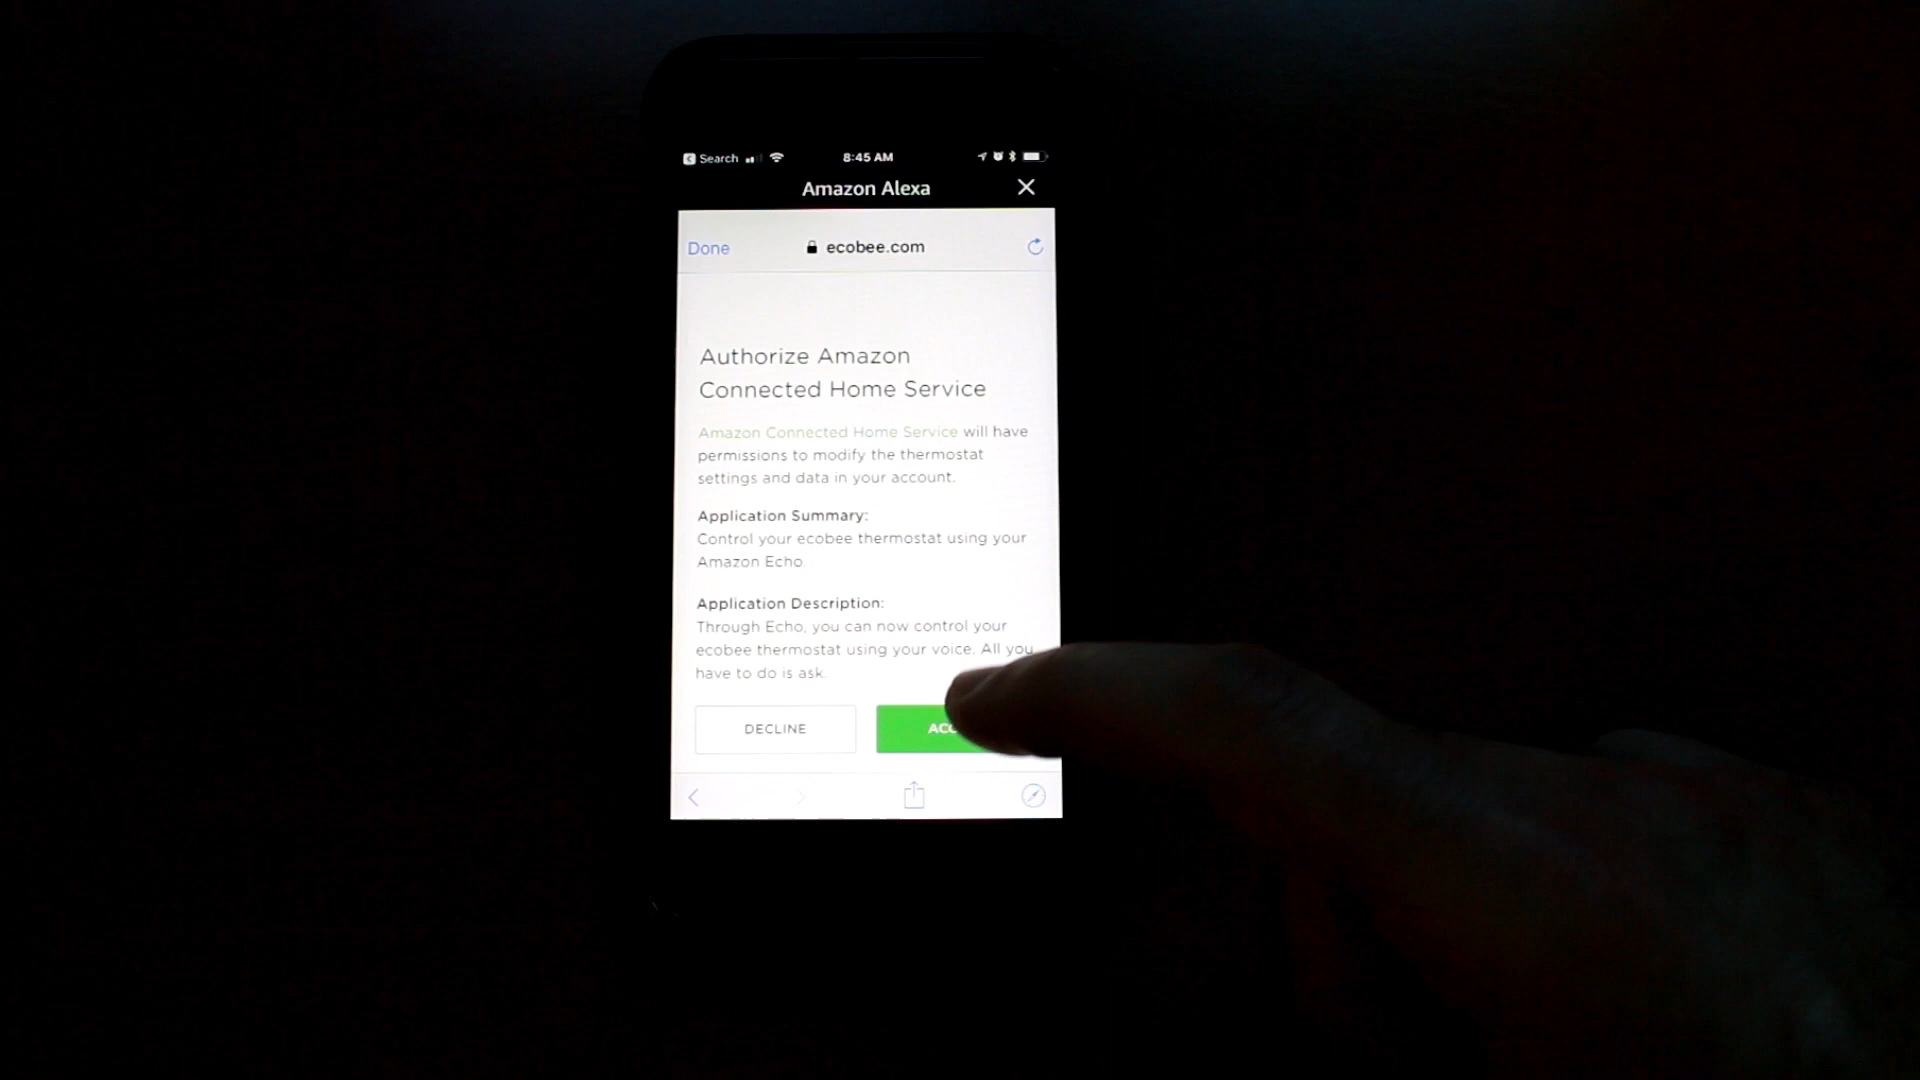 Search 8:45 AM
Amazon Alexa
Done ecobee.com
Authorize Amazon
Connected Home Service
Amazon Connected Home Service will have
permissions to modify the thermostat
settings and data in your account.
Application Summary:
Control your ecobee thermostat using your
Amazon Echo.
Application Description:
Through Echo, you can now control your
ecobee thermostat using your voice. All you
have to do is ask.
DECLINE